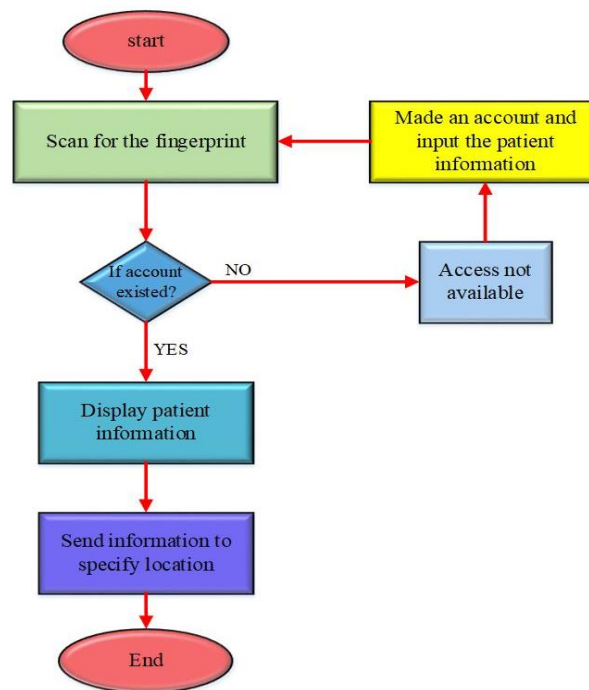 start
Scan for the fingerprint
Made an account and
input the patient
information
If account
existed?
NO
Access not
available
YES
Display patient
information
Send information to
specify location
End